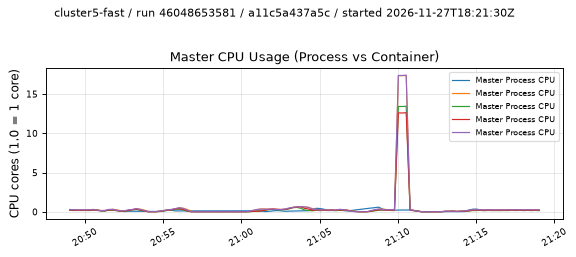 cluster5-fast / run 46048653581 / a11c5a437a5c / started 2026-11-27T18:21:30Z
Master CPU Usage (Process vs Container)
CPU cores (1.0 = 1 core)
15
10
5
0
Master Process CPU
Master Process CPU
Master Process CPU
Master Process CPU
Master Process CPU
20:50
20:55
21:00
21:05
21:10
21:15
21:20